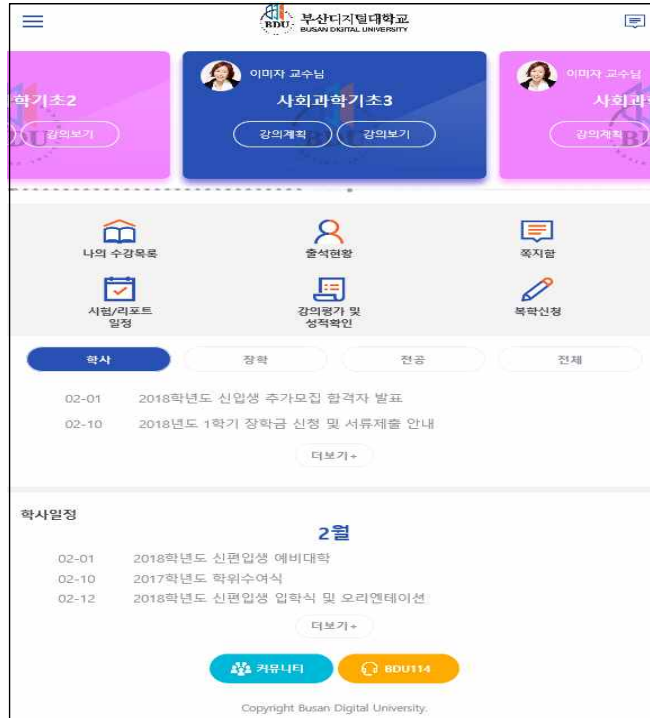 BDU 부산디지털대학교
BUSAN DIGITAL UNIVERSITY
학기초2
강의보기
이미자 교수님
사회과학기초3
강의계획 강의보기
이미자 교수님
사회과학
강의계획
BDU
BDU
나의 수강목록 출석현황 쪽지함
시험/리포트
일정
강의평가 및
성적확인
복학신청
학사 장학 전공 전체
02-01 2018학년도 신입생 추가모집 합격자 발표
02-10 2018년도 1학기 장학금 신청 및 서류제출 안내
더보기+
학사일정
2월
02-01 2018학년도 신편입생 예비대학
02-10 2017학년도 학위수여식
02-12 2018학년도 신편입생 입학식 및 오리엔테이션
더보기+
커뮤니티 BDU114
Copyright Busan Digital University.